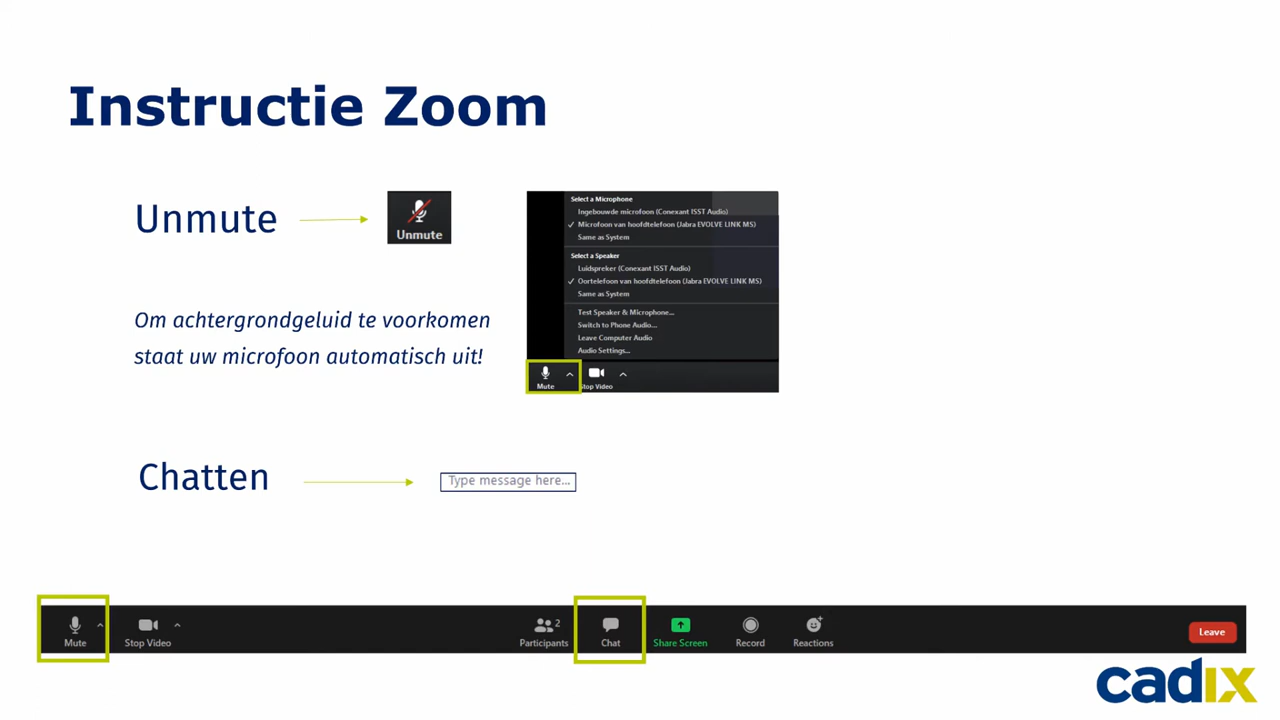 Instructie Zoom
Unmute
Unmute
Select a Microphone
Ingebouwde microfoon (Conexant ISST Audio)
✓ Microfoon van hoofdtelefoon (Jabra EVOLVE LINK MS)
Same as System
Select a Speaker
Luidspreker (Conexant ISST Audio)
✓ Oortelefoon van hoofdtelefoon (Jabra EVOLVE LINK MS)
Same as System
Test Speaker & Microphone...
Switch to Phone Audio...
Leave Computer Audio
Audio Settings...
Mute
Stop Video
Om achtergrondgeluid te voorkomen
staat uw microfoon automatisch uit!
Chatten
Type message here...
Mute
Stop Video
Participants 2
Chat
Share Screen
Record
Reactions
Leave
cadix